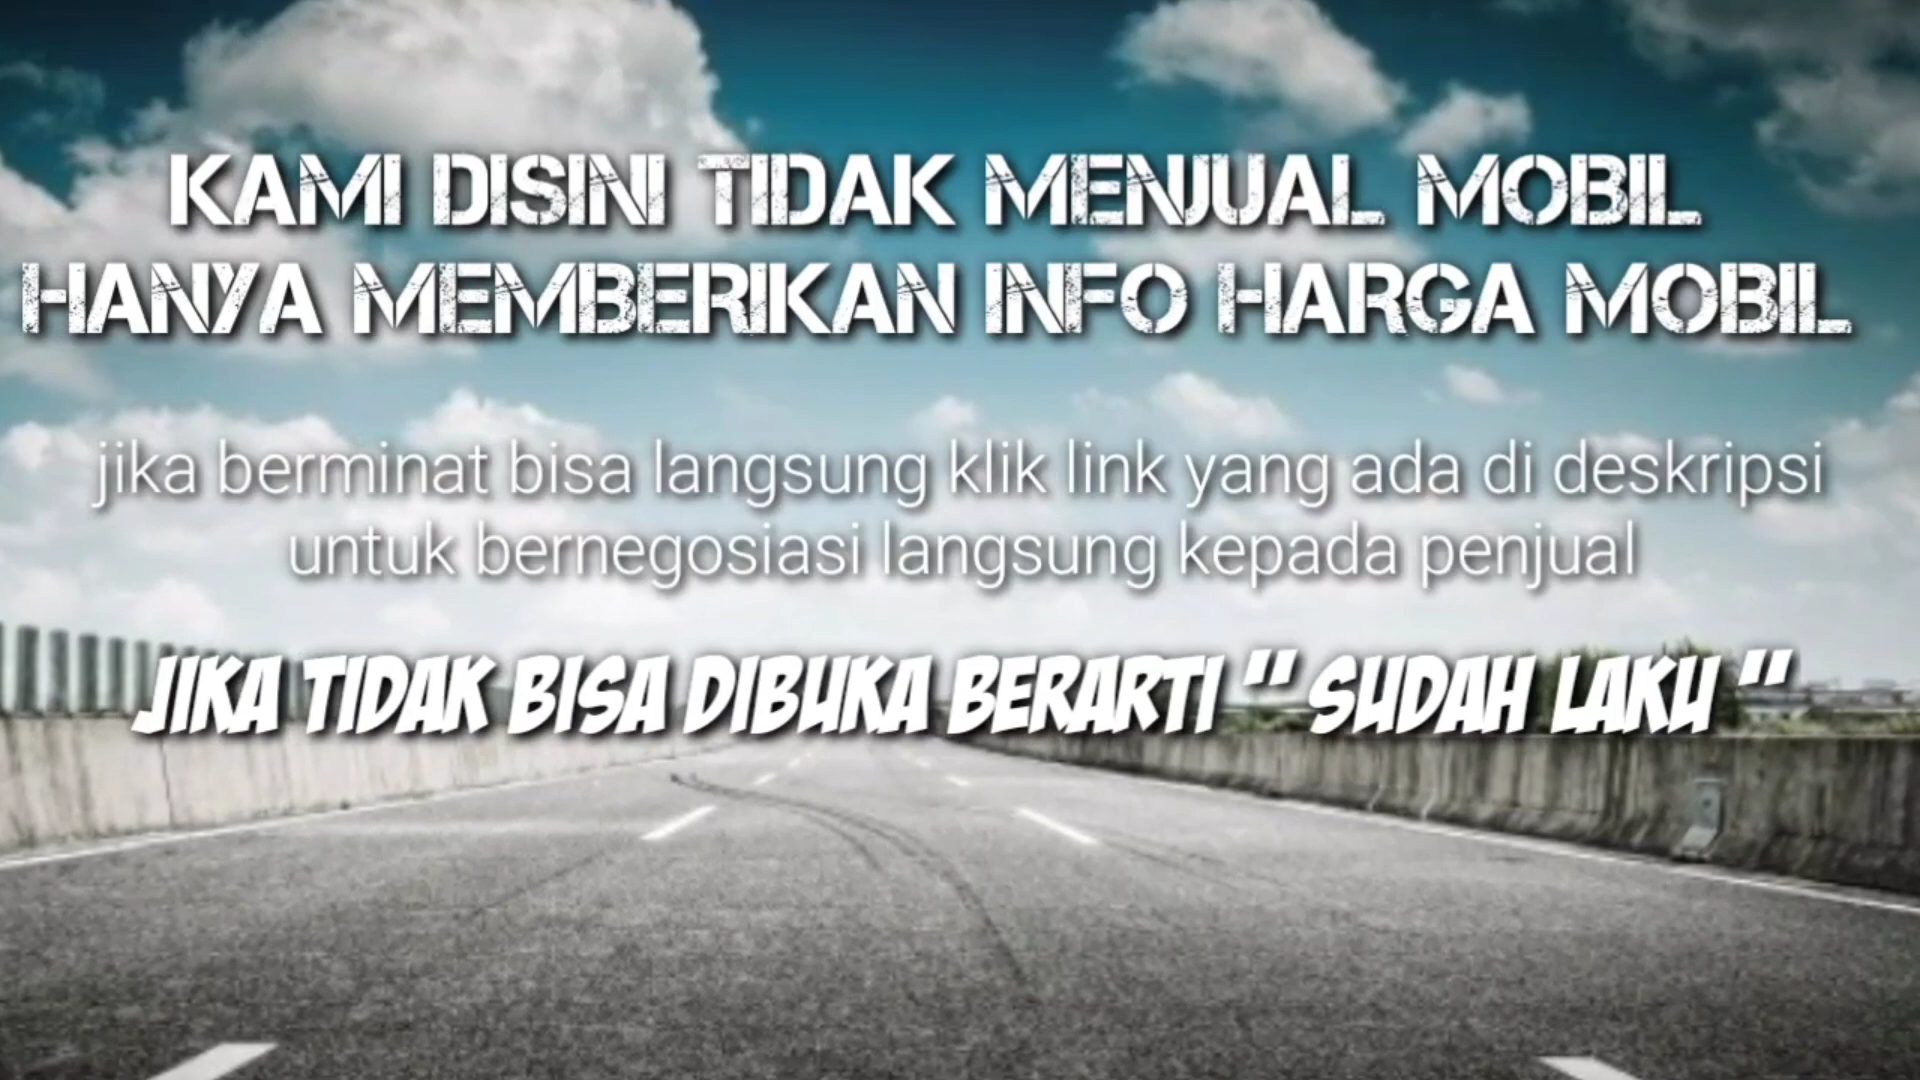 KAMI DISINI TIDAK MENJUAL MOBIL
HANYA MEMBERIKAN INFO HARGA MOBIL
jika berminat bisa langsung klik link yang ada di deskripsi
untuk bernegosiasi langsung kepada penjual
JIKA TIDAK BISA DIBUKA BERARTI " SUDAH LAKU "